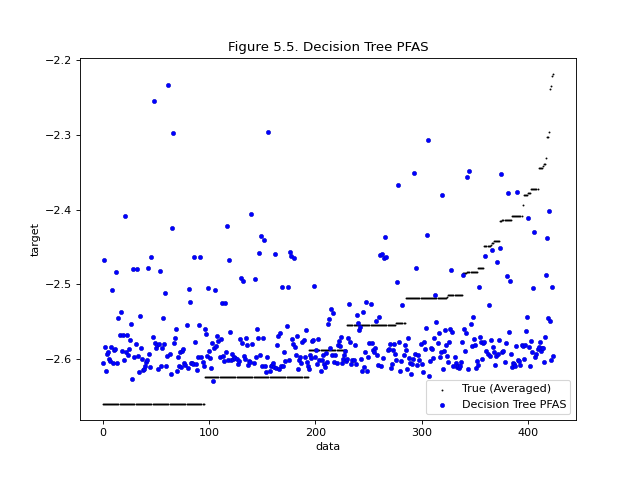 Figure 5.5. Decision Tree PFAS
target
−2.2
−2.3
−2.4
−2.5
−2.6
0 100 200 300 400
data
True (Averaged)
Decision Tree PFAS